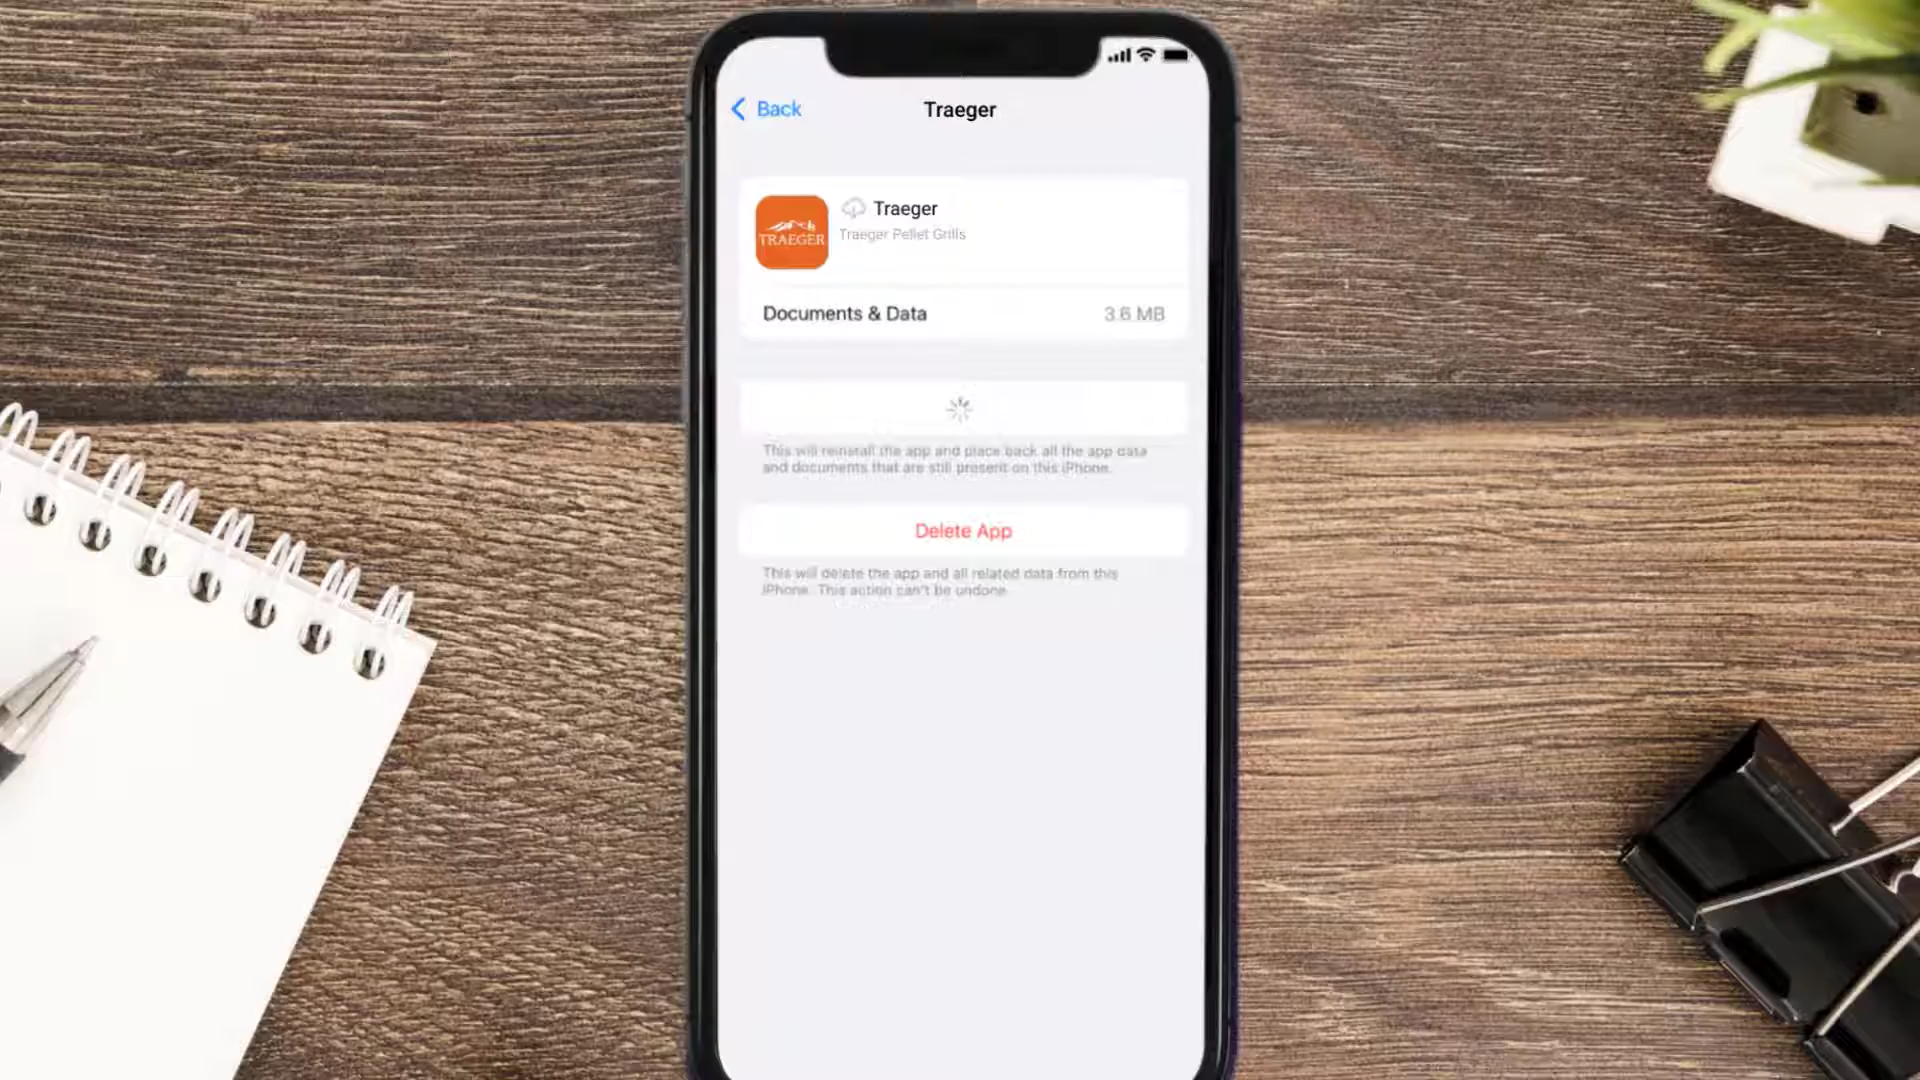 Back
Traeger
TRAEGER
Traeger
Traeger Pellet Grills
Documents & Data
3.6 MB
This will reinstall the app and place back all the app data
and documents that are still present on this iPhone.
Delete App
This will delete the app and all related data from this
iPhone. This action can't be undone.